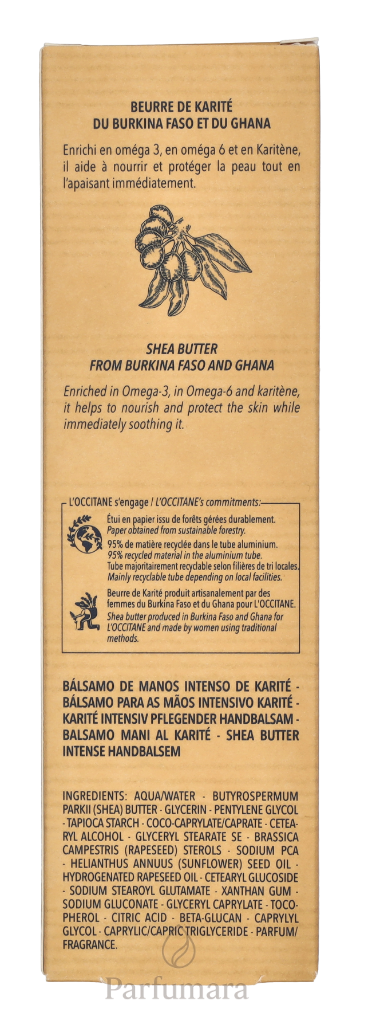 BEURRE DE KARITÉ
DU BURKINA FASO ET DU GHANA
Enrichi en oméga 3, en oméga 6 et en Karitène,
il aide à nourrir et protéger la peau tout en
l'apaisant immédiatement.
SHEA BUTTER
FROM BURKINA FASO AND GHANA
Enriched in Omega-3, in Omega-6 and karitène,
it helps to nourish and protect the skin while
immediately soothing it.
L'OCCITANE s'engage / L'OCCITANE's commitments:
Étui en papier issu de forêts gérées durablement.
Paper obtained from sustainable forestry.
95% de matière recyclée dans le tube aluminium.
95% recycled material in the aluminium tube.
Tube majoritairement recyclable selon filières de tri locales.
Mainly recyclable tube depending on local facilities.
Beurre de Karité produit artisanalement par des
femmes du Burkina Faso et du Ghana pour L'OCCITANE.
Shea butter produced in Burkina Faso and Ghana for
L'OCCITANE and made by women using traditional
methods.
BÁLSAMO DE MANOS INTENSO DE KARITÉ -
BÁLSAMO PARA AS MÃOS INTENSIVO KARITÉ -
KARITÉ INTENSIV PFLEGENDER HANDBALSAM -
BALSAMO MANI AL KARITÉ - SHEA BUTTER
INTENSE HANDBALSEM
INGREDIENTS: AQUA/WATER · BUTYROSPERMUM
PARKII (SHEA) BUTTER · GLYCERIN · PENTYLENE GLYCOL
· TAPIOCA STARCH · COCO-CAPRYLATE/CAPRATE · CETEA-
RYL ALCOHOL · GLYCERYL STEARATE SE · BRASSICA
CAMPESTRIS (RAPESEED) STEROLS · SODIUM PCA
· HELIANTHUS ANNUUS (SUNFLOWER) SEED OIL ·
HYDROGENATED RAPESEED OIL · CETEARYL GLUCOSIDE
· SODIUM STEAROYL GLUTAMATE · XANTHAN GUM ·
SODIUM GLUCONATE · GLYCERYL CAPRYLATE · TOCO-
PHEROL · CITRIC ACID · BETA-GLUCAN · CAPRYLYL
GLYCOL · CAPRYLIC/CAPRIC TRIGLYCERIDE · PARFUM/
FRAGRANCE.
Parfumara